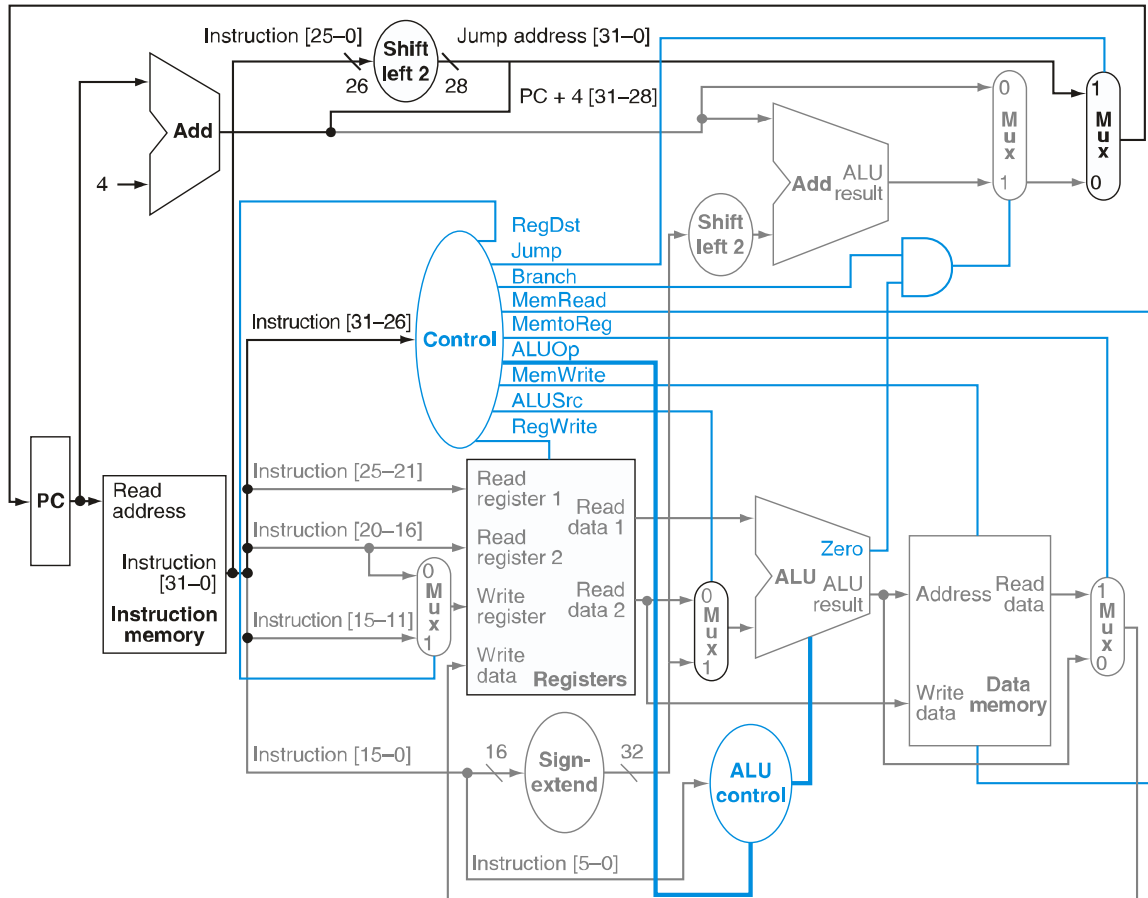 Instruction [25–0]
Shift
left 2
Jump address [31–0]
26
28
PC + 4 [31–28]
Add
4
0
M
u
x
1
1
M
u
x
0
Add
ALU
result
Shift
left 2
RegDst
Jump
Branch
MemRead
MemtoReg
ALUOp
MemWrite
ALUSrc
RegWrite
Instruction [31–26]
Control
PC
Read
address
Instruction
[31–0]
Instruction
memory
Instruction [25–21]
Instruction [20–16]
Instruction [15–11]
0
M
u
x
1
Read
register 1
Read
register 2
Write
register
Write
data
Read
data 1
Read
data 2
Registers
0
M
u
x
1
Zero
ALU
ALU
result
Address
Read
data
Write
data
Data
memory
1
M
u
x
0
Instruction [15–0]
16
Sign-
extend
32
ALU
control
Instruction [5–0]